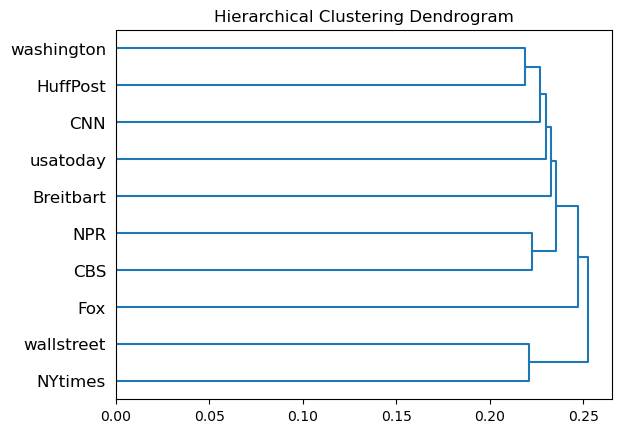 Hierarchical Clustering Dendrogram
washington
HuffPost
CNN
usatoday
Breitbart
NPR
CBS
Fox
wallstreet
NYtimes
0.00 0.05 0.10 0.15 0.20 0.25